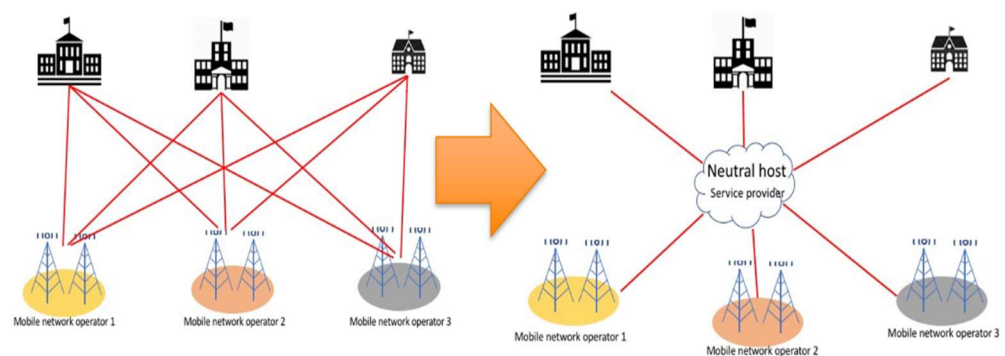 Neutral host
Service provider
Mobile network operator 1
Mobile network operator 2
Mobile network operator 3
Mobile network operator 1
Mobile network operator 2
Mobile network operator 3